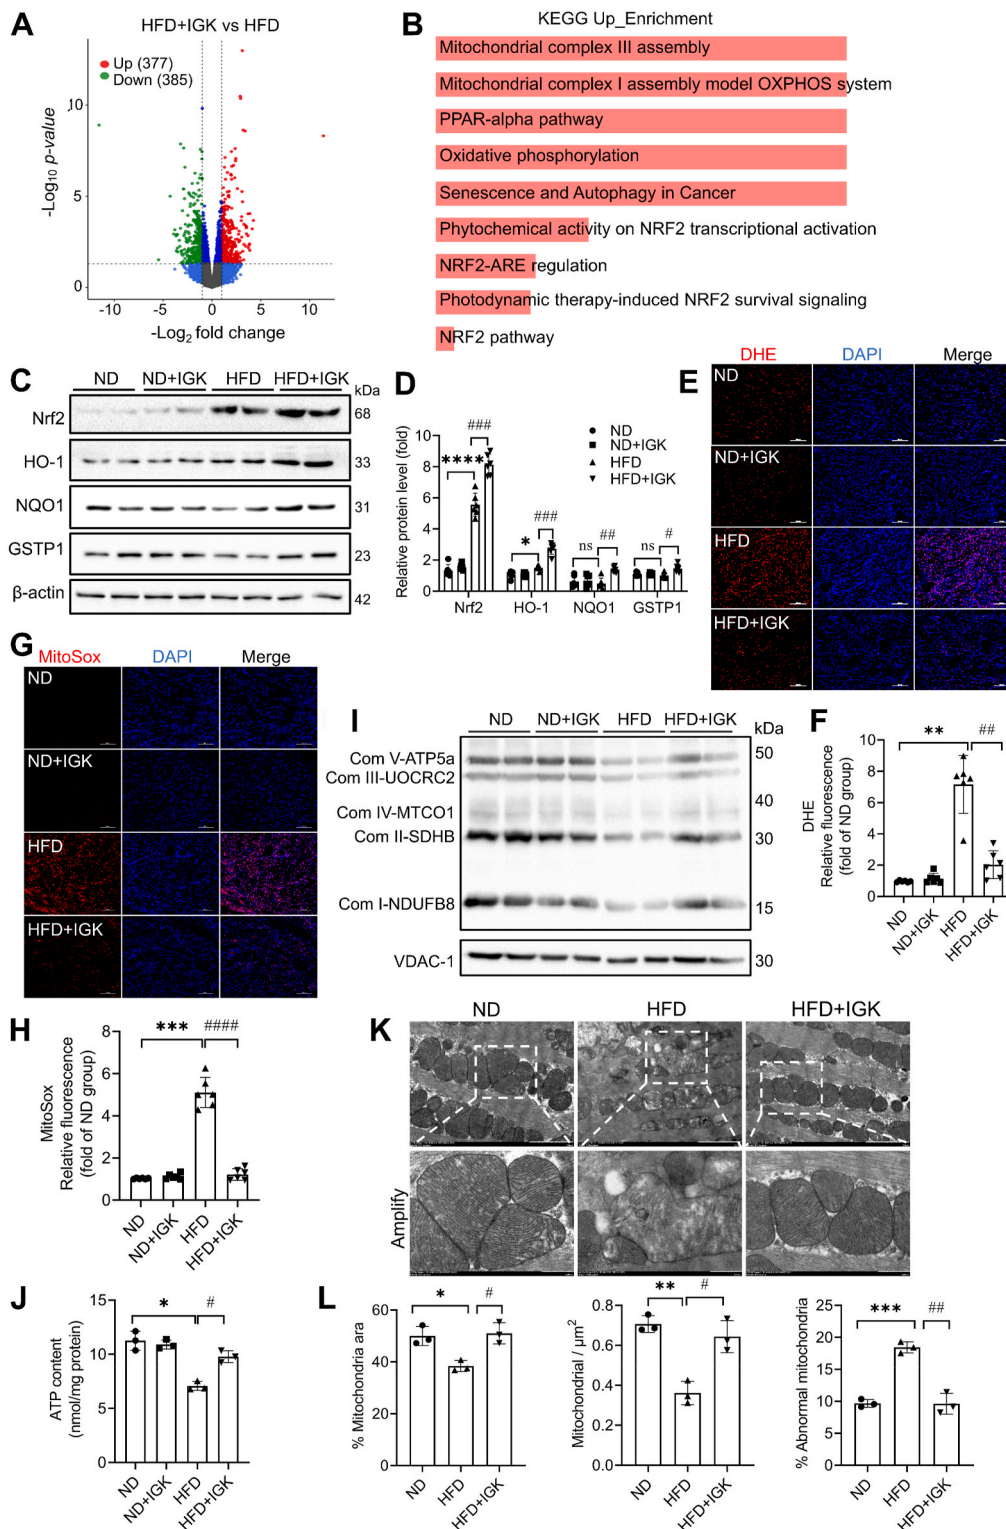 A
HFD+IGK vs HFD
Up (377)
Down (385)
-Log10 p-value
10
5
0
-10
-5
0
5
10
-Log2 fold change
B
KEGG Up_Enrichment
Mitochondrial complex III assembly
Mitochondrial complex I assembly model OXPHOS system
PPAR-alpha pathway
Oxidative phosphorylation
Senescence and Autophagy in Cancer
Phytochemical activity on NRF2 transcriptional activation
NRF2-ARE regulation
Photodynamic therapy-induced NRF2 survival signaling
NRF2 pathway
C
ND ND+IGK HFD HFD+IGK
kDa
Nrf2 68
HO-1 33
NQO1 31
GSTP1 23
β-actin 42
D
Relative protein level (fold)
10
8
6
4
2
0
ND
ND+IGK
HFD
HFD+IGK
**** ###
* ###
ns ##
ns #
Nrf2 HO-1 NQO1 GSTP1
E
DHE DAPI Merge
ND
ND+IGK
HFD
HFD+IGK
F
DHE
Relative fluorescence
(fold of ND group)
10
8
6
4
2
0
** ##
ND
ND+IGK
HFD
HFD+IGK
G
MitoSox DAPI Merge
ND
ND+IGK
HFD
HFD+IGK
H
MitoSox
Relative fluorescence
(fold of ND group)
8
6
4
2
0
*** ####
ND
ND+IGK
HFD
HFD+IGK
I
ND ND+IGK HFD HFD+IGK
kDa
Com V-ATP5a
Com III-UOCRC2
Com IV-MTCO1
Com II-SDHB
Com I-NDUFB8
50
40
30
15
VDAC-1 30
J
ATP content
(nmol/mg protein)
15
10
5
0
* #
ND
ND+IGK
HFD
HFD+IGK
K
ND HFD HFD+IGK
Amplify
L
% Mitochondria ara
60
40
20
0
* #
ND
HFD
HFD+IGK
Mitochondrial / μm2
0.8
0.6
0.4
0.2
0.0
** #
ND
HFD
HFD+IGK
% Abnormal mitochondria
25
20
15
10
5
0
*** ##
ND
HFD
HFD+IGK